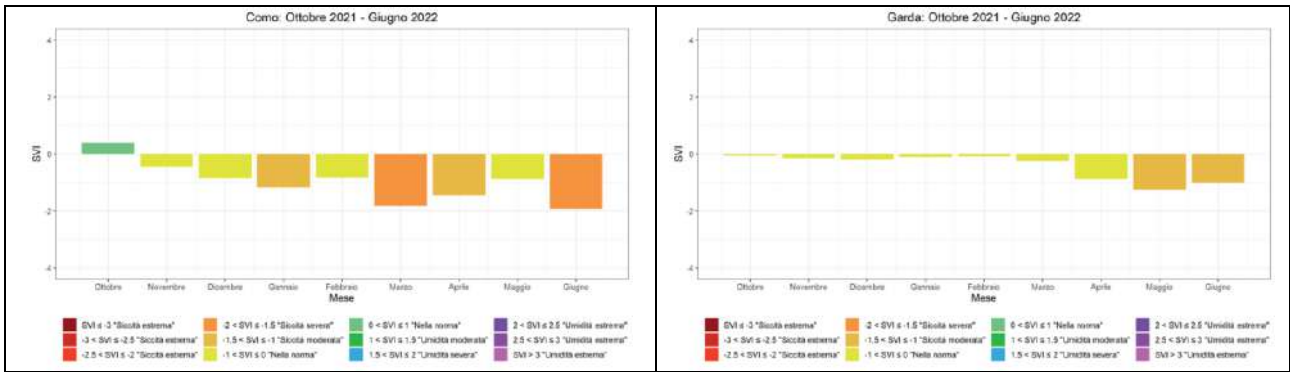 Como: Ottobre 2021 - Giugno 2022
4
2
0
-2
-4
SVI
Ottobre Novembre Dicembre Gennaio Febbraio Marzo Aprile Maggio Giugno
Mese
SVI ≤ -3 "Siccità estrema"
-3 < SVI ≤ -2.5 "Siccità estrema"
-2.5 < SVI ≤ -2 "Siccità estrema"
-2 < SVI ≤ -1.5 "Siccità severa"
-1.5 < SVI ≤ -1 "Siccità moderata"
-1 < SVI ≤ 0 "Nella norma"
0 < SVI ≤ 1 "Nella norma"
1 < SVI ≤ 1.5 "Umidità moderata"
1.5 < SVI ≤ 2 "Umidità severa"
2 < SVI ≤ 2.5 "Umidità estrema"
2.5 < SVI ≤ 3 "Umidità estrema"
SVI > 3 "Umidità estrema"
Garda: Ottobre 2021 - Giugno 2022
4
2
0
-2
-4
SVI
Ottobre Novembre Dicembre Gennaio Febbraio Marzo Aprile Maggio Giugno
Mese
SVI ≤ -3 "Siccità estrema"
-3 < SVI ≤ -2.5 "Siccità estrema"
-2.5 < SVI ≤ -2 "Siccità estrema"
-2 < SVI ≤ -1.5 "Siccità severa"
-1.5 < SVI ≤ -1 "Siccità moderata"
-1 < SVI ≤ 0 "Nella norma"
0 < SVI ≤ 1 "Nella norma"
1 < SVI ≤ 1.5 "Umidità moderata"
1.5 < SVI ≤ 2 "Umidità severa"
2 < SVI ≤ 2.5 "Umidità estrema"
2.5 < SVI ≤ 3 "Umidità estrema"
SVI > 3 "Umidità estrema"